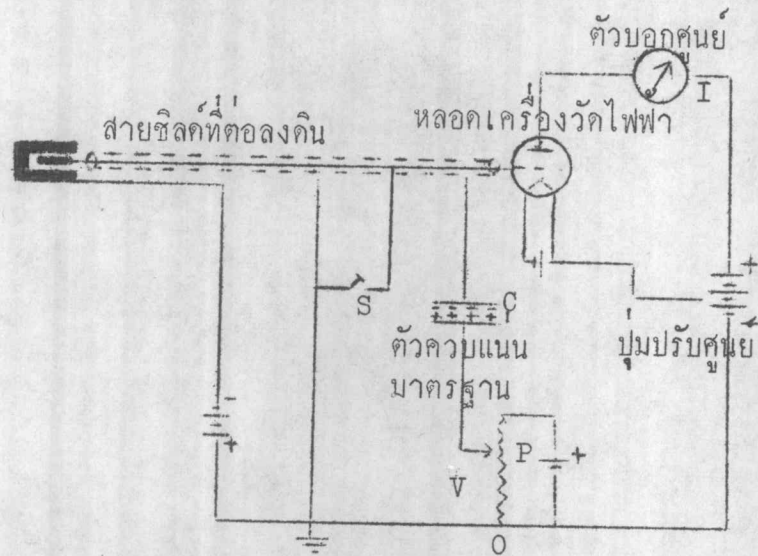 ตัวบอกศูนย์
I
สายชิลด์ที่ต่อลงดิน
หลอดเครื่องวัดไฟฟ้า
S
C
+
ตัวควบแนน
มาตรฐาน
ปุ่มปรับศูนย์
-
+
P
+
V
O